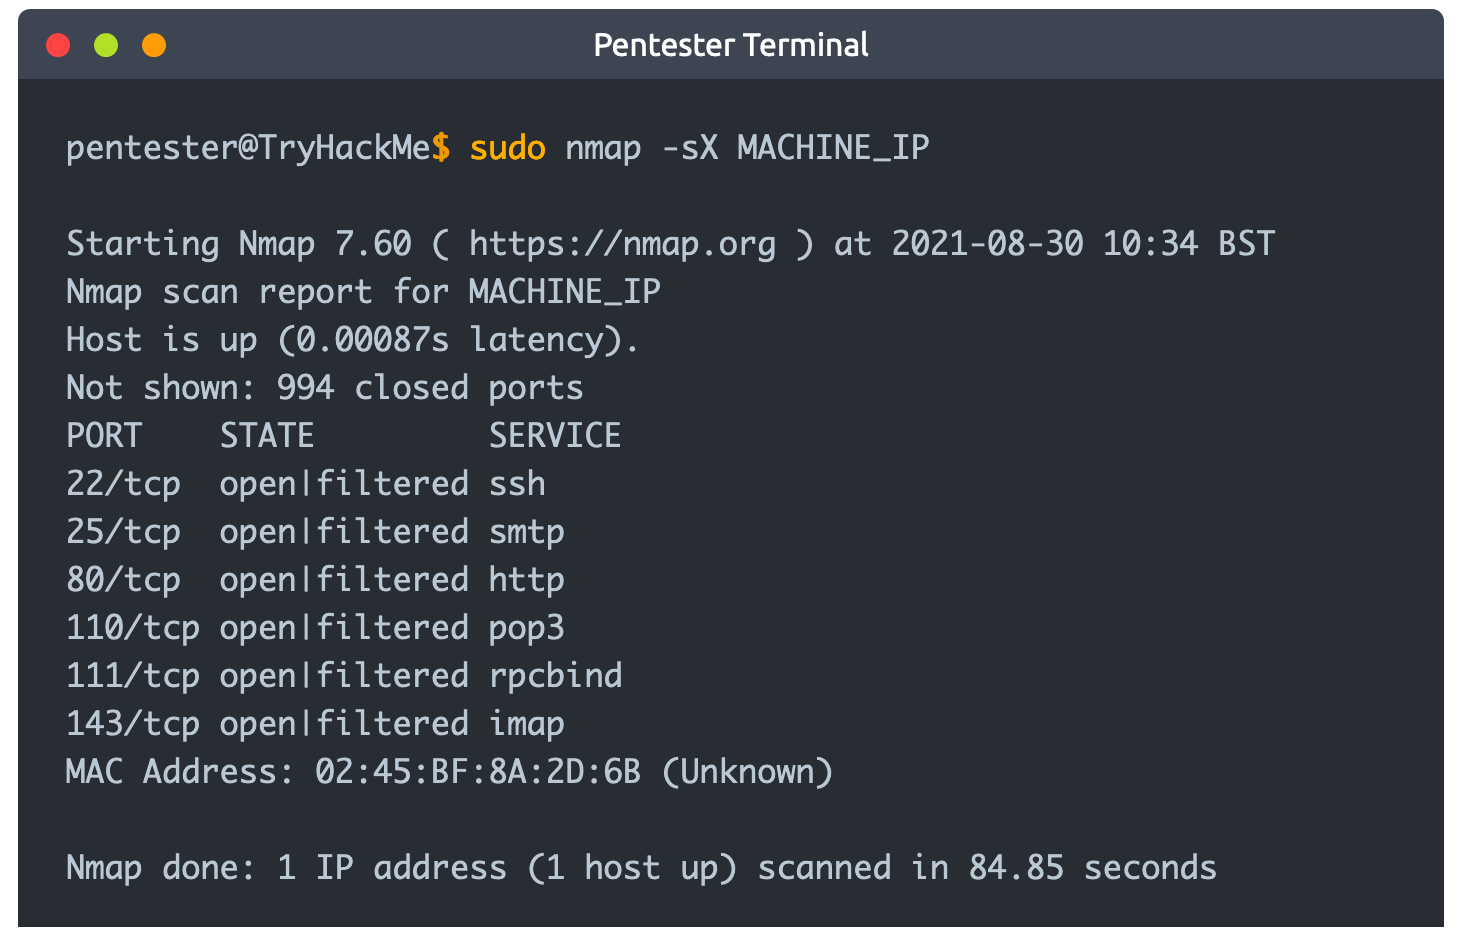 Pentester Terminal
pentester@TryHackMe$ sudo nmap -sX MACHINE_IP
Starting Nmap 7.60 ( https://nmap.org ) at 2021-08-30 10:34 BST
Nmap scan report for MACHINE_IP
Host is up (0.00087s latency).
Not shown: 994 closed ports
PORT    STATE         SERVICE
22/tcp  open|filtered ssh
25/tcp  open|filtered smtp
80/tcp  open|filtered http
110/tcp open|filtered pop3
111/tcp open|filtered rpcbind
143/tcp open|filtered imap
MAC Address: 02:45:BF:8A:2D:6B (Unknown)
Nmap done: 1 IP address (1 host up) scanned in 84.85 seconds